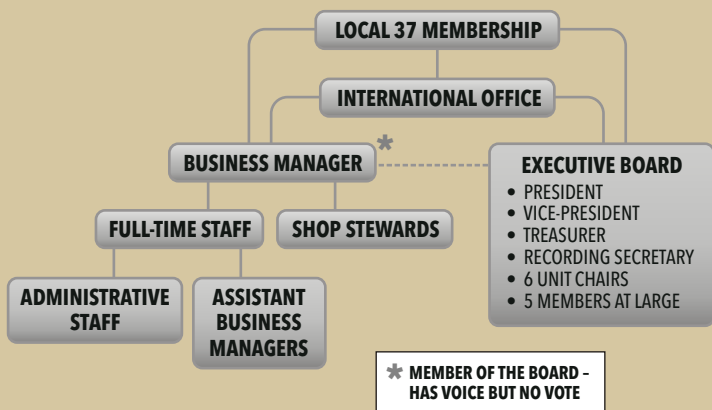 LOCAL 37 MEMBERSHIP
INTERNATIONAL OFFICE
BUSINESS MANAGER
*
EXECUTIVE BOARD
• PRESIDENT
• VICE-PRESIDENT
• TREASURER
• RECORDING SECRETARY
• 6 UNIT CHAIRS
• 5 MEMBERS AT LARGE
FULL-TIME STAFF
SHOP STEWARDS
ADMINISTRATIVE
STAFF
ASSISTANT
BUSINESS
MANAGERS
* MEMBER OF THE BOARD –
HAS VOICE BUT NO VOTE